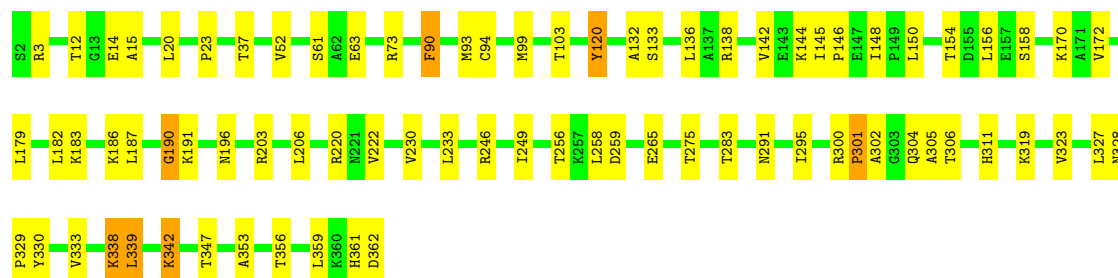 S2 R3 T12 G13 E14 A15 L20 P23 T37 V52 S61 A62 E63 R73 F90 M93 C94 M99 T103 Y120 A132 S133 L136 A137 R138 V142 E143 K144 I145 P146 E147 I148 P149 L150 T154 D155 L156 E157 S158 K170 A171 V172
L179 L182 K183 K186 L187 G190 K191 N196 R203 L206 R220 N221 V222 V230 L233 R246 I249 T256 K257 L258 D259 E265 T275 T283 N291 I295 R300 P301 A302 G303 Q304 A305 T306 H311 K319 V323 L327
P329 Y330 V333 K338 L339 K342 T347 A353 T356 L359 K360 H361 D362